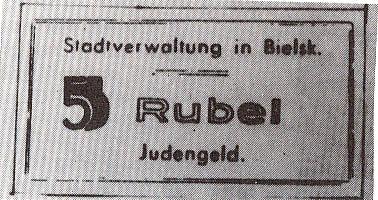 Stadtverwaltung in Bielsk.
5 Rubel
Judengeld.